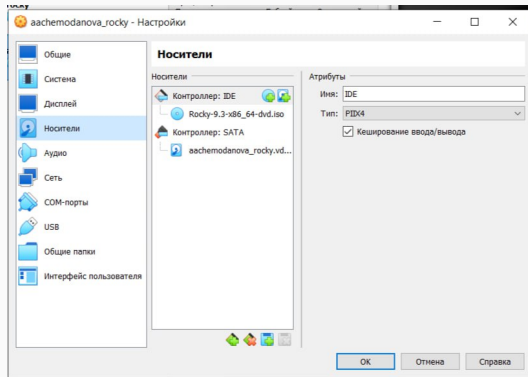 aachemodanova_rocky - Настройки
Общие
Система
Дисплей
Носители
Аудио
Сеть
COM-порты
USB
Общие папки
Интерфейс пользователя
Носители
Носители
Контроллер: IDE
Rocky-9.3-x86_64-dvd.iso
Контроллер: SATA
aachemodanova_rocky.vd...
Атрибуты
Имя: IDE
Тип: PIIX4
Кеширование ввода/вывода
ОК
Отмена
Справка